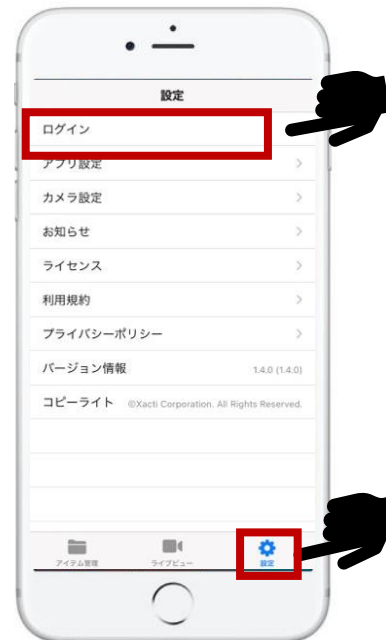 設定
ログイン
アプリ設定
カメラ設定
お知らせ
ライセンス
利用規約
プライバシーポリシー
バージョン情報 1.4.0 (1.4.0)
コピーライト ©Xacti Corporation. All Rights Reserved.
アイテム管理 ライブビュー 設定